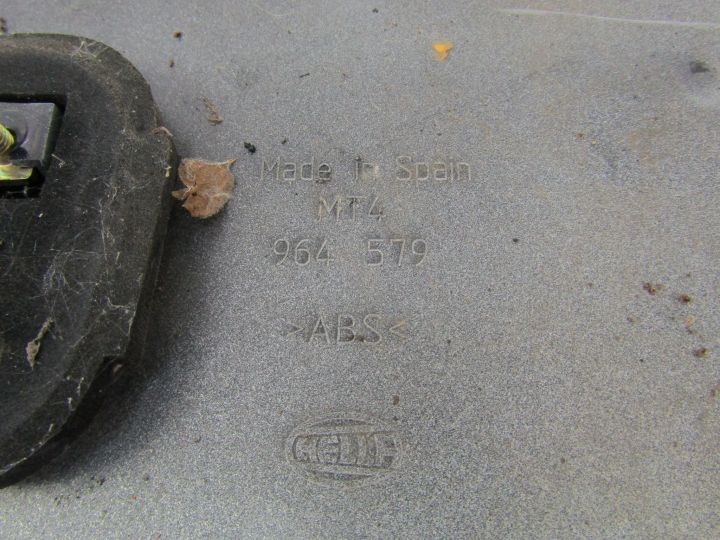 Made in Spain
MT4
964 579
>ABS<
HELLA